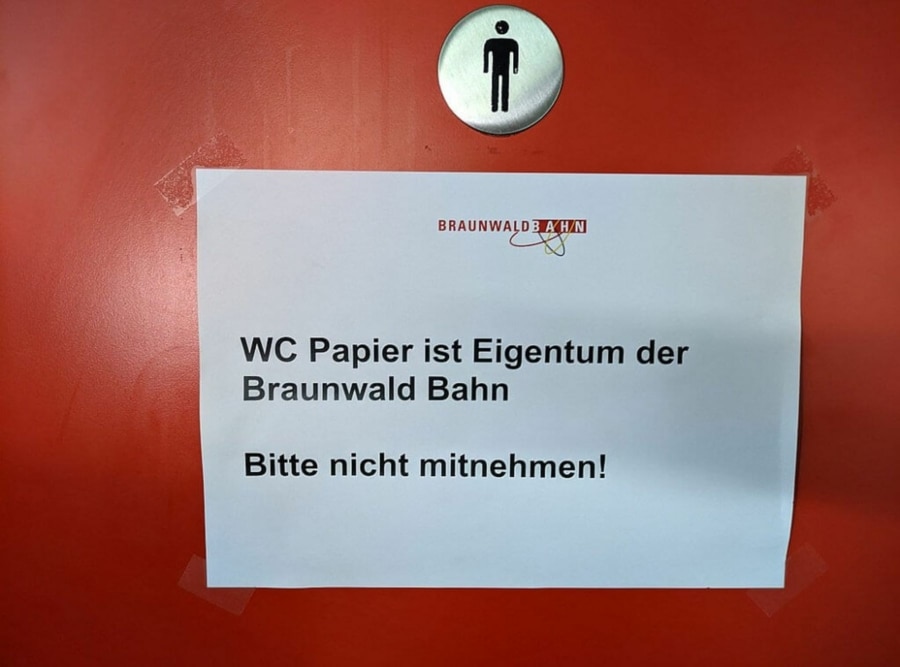 BRAUNWALDBAHN
WC Papier ist Eigentum der
Braunwald Bahn
Bitte nicht mitnehmen!